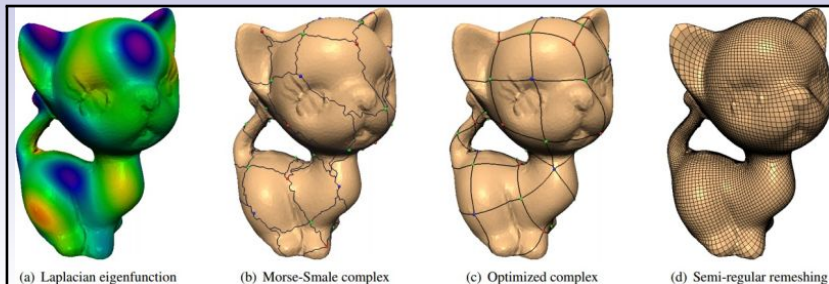 (a) Laplacian eigenfunction
(b) Morse-Smale complex
(c) Optimized complex
(d) Semi-regular remeshing